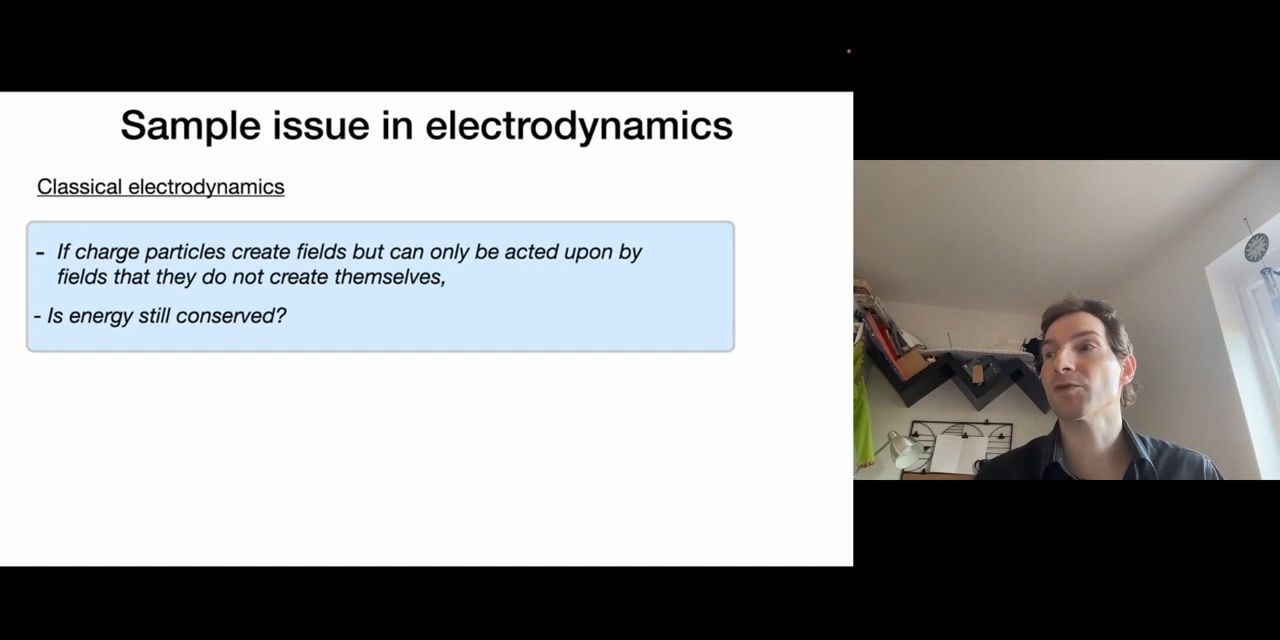 Sample issue in electrodynamics
Classical electrodynamics
- If charge particles create fields but can only be acted upon by
fields that they do not create themselves,
- Is energy still conserved?